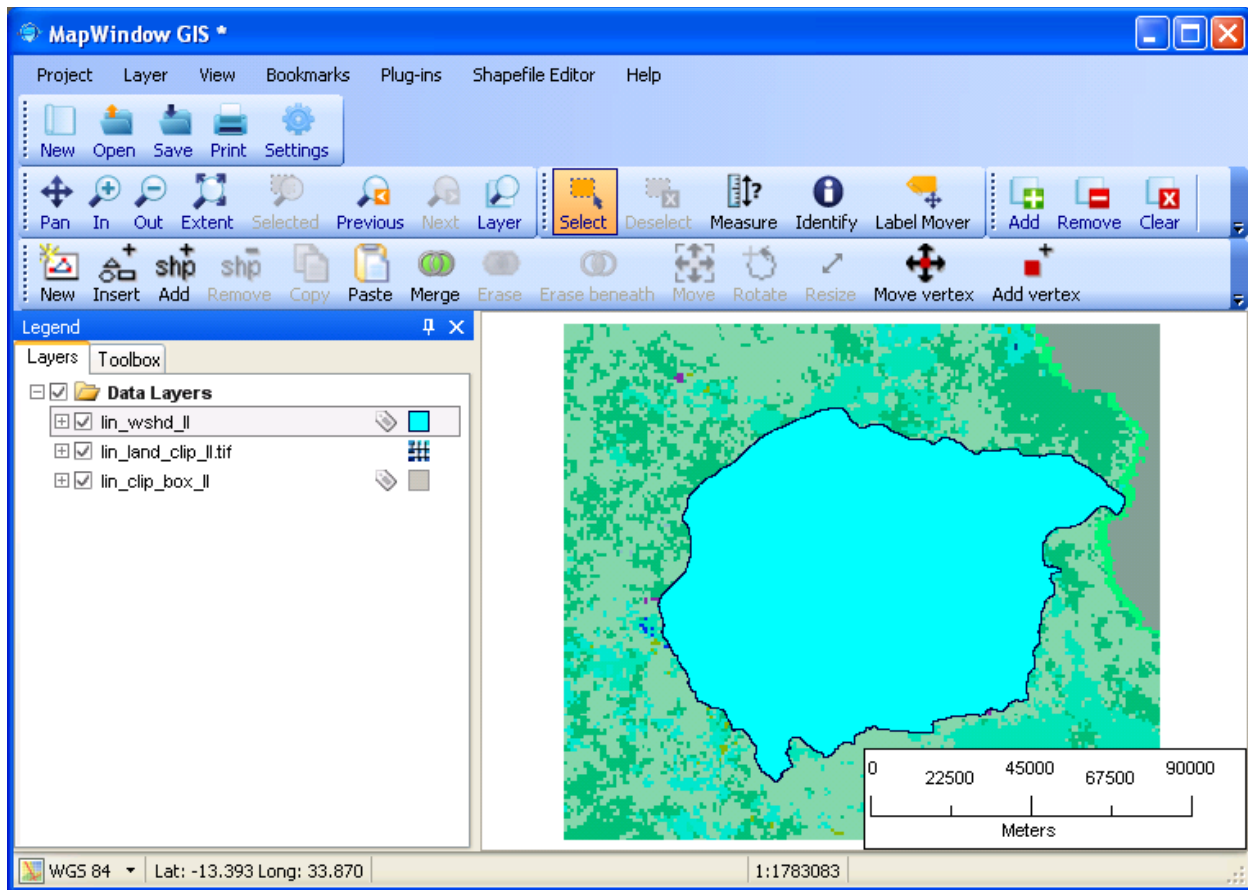 MapWindow GIS *
Project Layer View Bookmarks Plug-ins Shapefile Editor Help
New Open Save Print Settings
Pan In Out Extent Selected Previous Next Layer Select Deselect Measure Identify Label Mover Add Remove Clear
shp shp
New Insert Add Remove Copy Paste Merge Erase Erase beneath Move Rotate Resize Move vertex Add vertex
Legend
Layers Toolbox
Data Layers
lin_wshd_ll
lin_land_clip_ll.tif
lin_clip_box_ll
0 22500 45000 67500 90000
Meters
WGS 84 Lat: -13.393 Long: 33.870 1:1783083